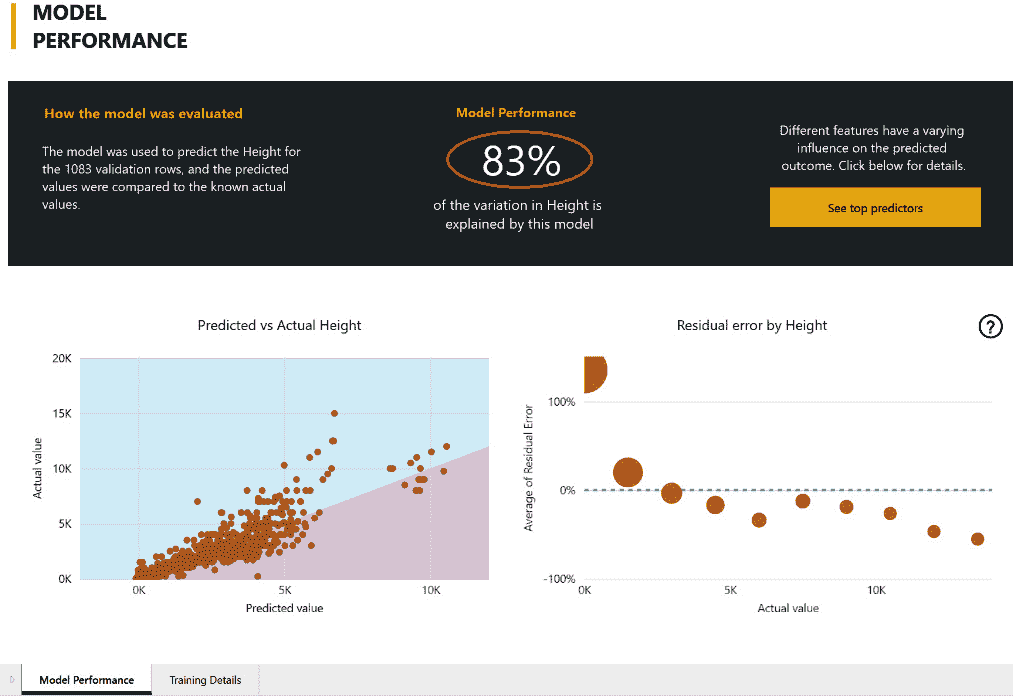 MODEL
PERFORMANCE
How the model was evaluated
The model was used to predict the Height for
the 1083 validation rows, and the predicted
values were compared to the known actual
values.
Model Performance
83%
of the variation in Height is
explained by this model
Different features have a varying
influence on the predicted
outcome. Click below for details.
See top predictors
Predicted vs Actual Height
20K
15K
10K
5K
0K
Actual value
0K 5K 10K
Predicted value
Residual error by Height
?
100%
0%
-100%
Average of Residual Error
0K 5K 10K
Actual value
Model Performance
Training Details